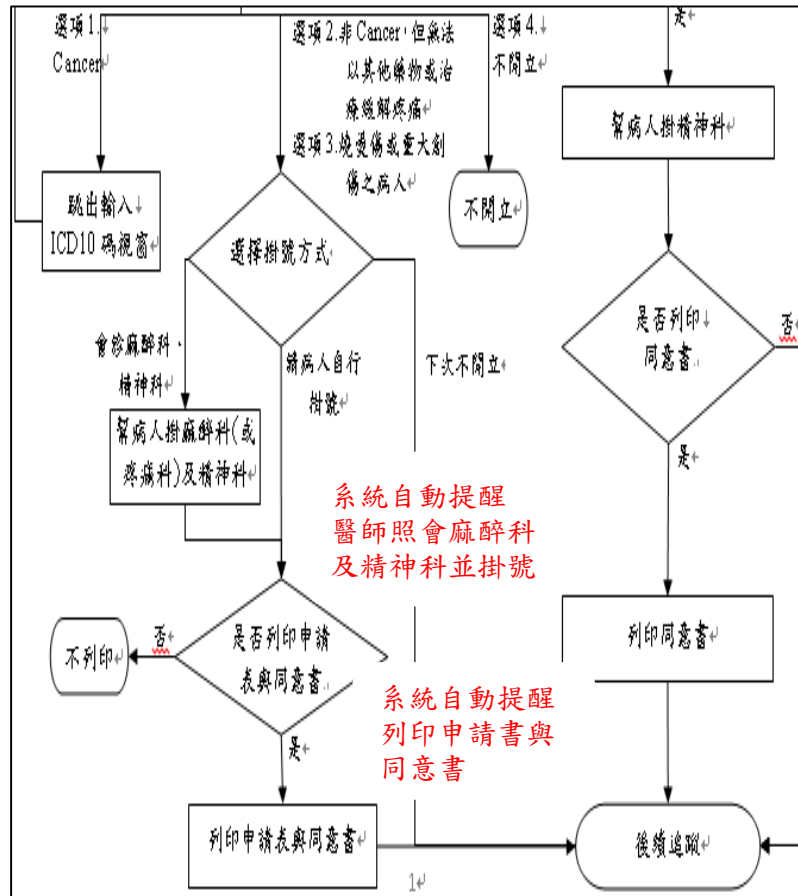 選項1.
Cancer
選項2.非Cancer,但無法
以其他藥物或治
療緩解疼痛
選項3.燒燙傷或重大創
傷之病人
選項4.
不開立
是
跳出輸入
ICD10 碼視窗
選擇掛號方式
不開立
幫病人掛精神科
是否列印
同意書
否
會診麻醉科、
精神科
請病人自行
掛號
下次不開立
幫病人掛麻醉科(或
疼痛科)及精神科
是
系統自動提醒
醫師照會麻醉科
及精神科並掛號
不列印
否
是否列印申請
表與同意書
列印同意書
系統自動提醒
列印申請書與
同意書
是
列印申請表與同意書
後續追蹤
1